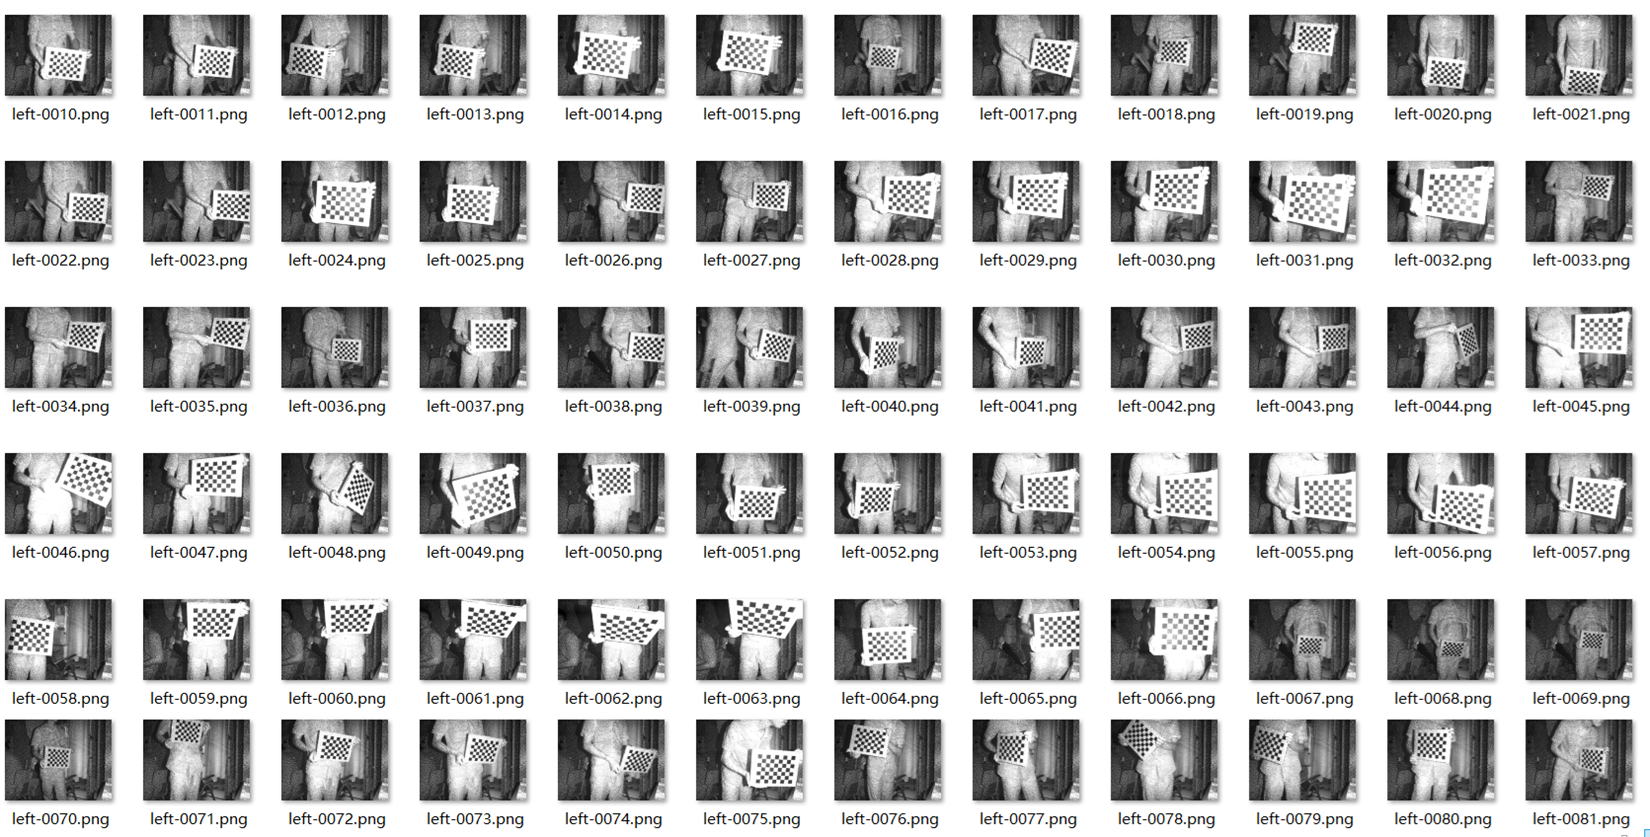 left-0010.png left-0011.png left-0012.png left-0013.png left-0014.png left-0015.png left-0016.png left-0017.png left-0018.png left-0019.png left-0020.png left-0021.png
left-0022.png left-0023.png left-0024.png left-0025.png left-0026.png left-0027.png left-0028.png left-0029.png left-0030.png left-0031.png left-0032.png left-0033.png
left-0034.png left-0035.png left-0036.png left-0037.png left-0038.png left-0039.png left-0040.png left-0041.png left-0042.png left-0043.png left-0044.png left-0045.png
left-0046.png left-0047.png left-0048.png left-0049.png left-0050.png left-0051.png left-0052.png left-0053.png left-0054.png left-0055.png left-0056.png left-0057.png
left-0058.png left-0059.png left-0060.png left-0061.png left-0062.png left-0063.png left-0064.png left-0065.png left-0066.png left-0067.png left-0068.png left-0069.png
left-0070.png left-0071.png left-0072.png left-0073.png left-0074.png left-0075.png left-0076.png left-0077.png left-0078.png left-0079.png left-0080.png left-0081.png